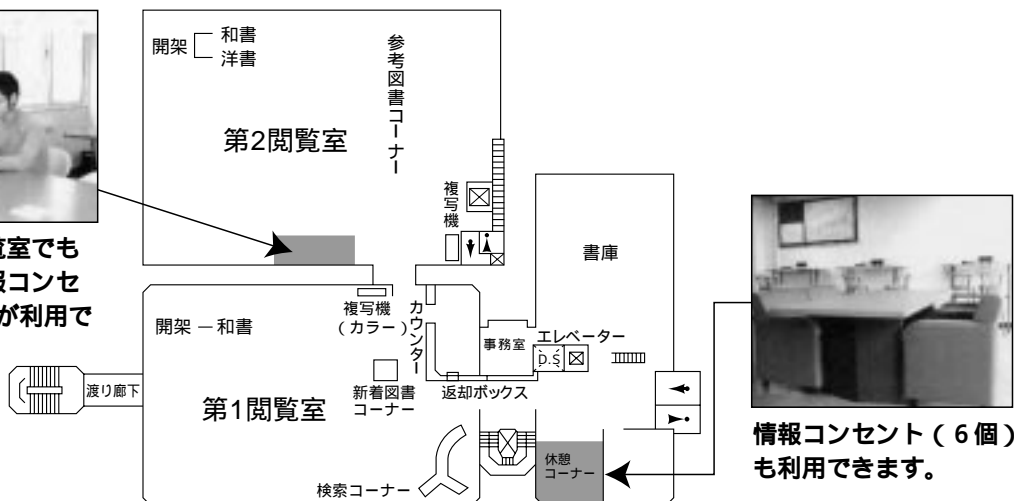 開架
和書
洋書
参考図書コーナー
第2閲覧室
複写機
書庫
覧室でも
報コンセ
が利用で
複写機
(カラー)
カウンター
開架 — 和書
事務室
エレベーター
D.S
渡り廊下
新着図書
コーナー
返却ボックス
第1閲覧室
検索コーナー
休憩
コーナー
情報コンセント(6個)
も利用できます。